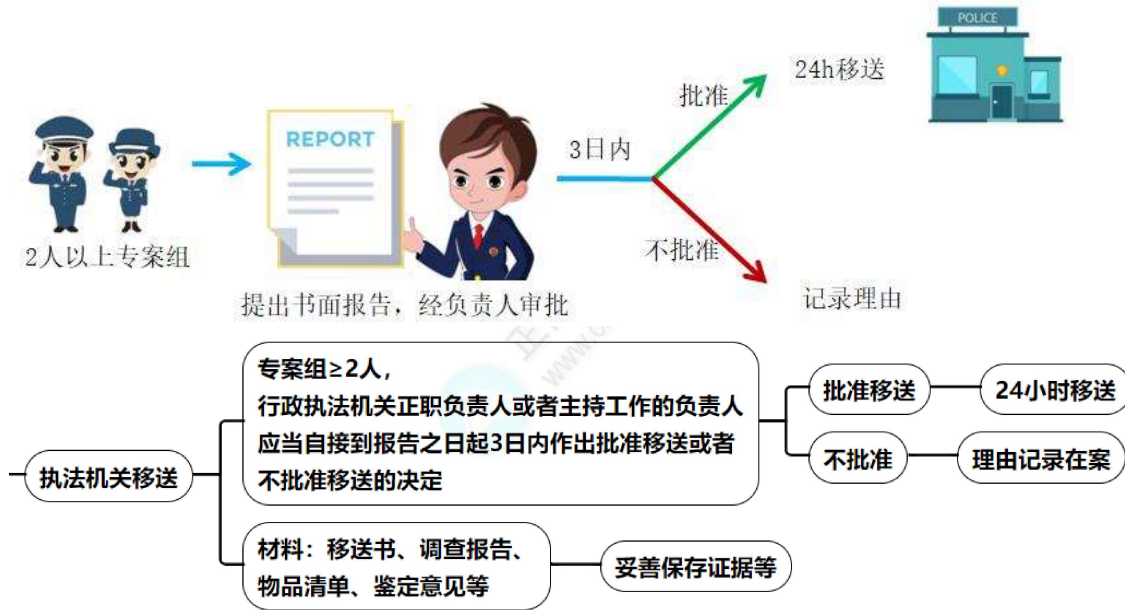 POLICE
24h移送
批准
REPORT
3日内
不批准
2人以上专案组
记录理由
提出书面报告，经负责人审批
执法机关移送
专案组≥2人，
行政执法机关正职负责人或者主持工作的负责人
应当自接到报告之日起3日内作出批准移送或者
不批准移送的决定
批准移送
24小时移送
不批准
理由记录在案
材料：移送书、调查报告、
物品清单、鉴定意见等
妥善保存证据等